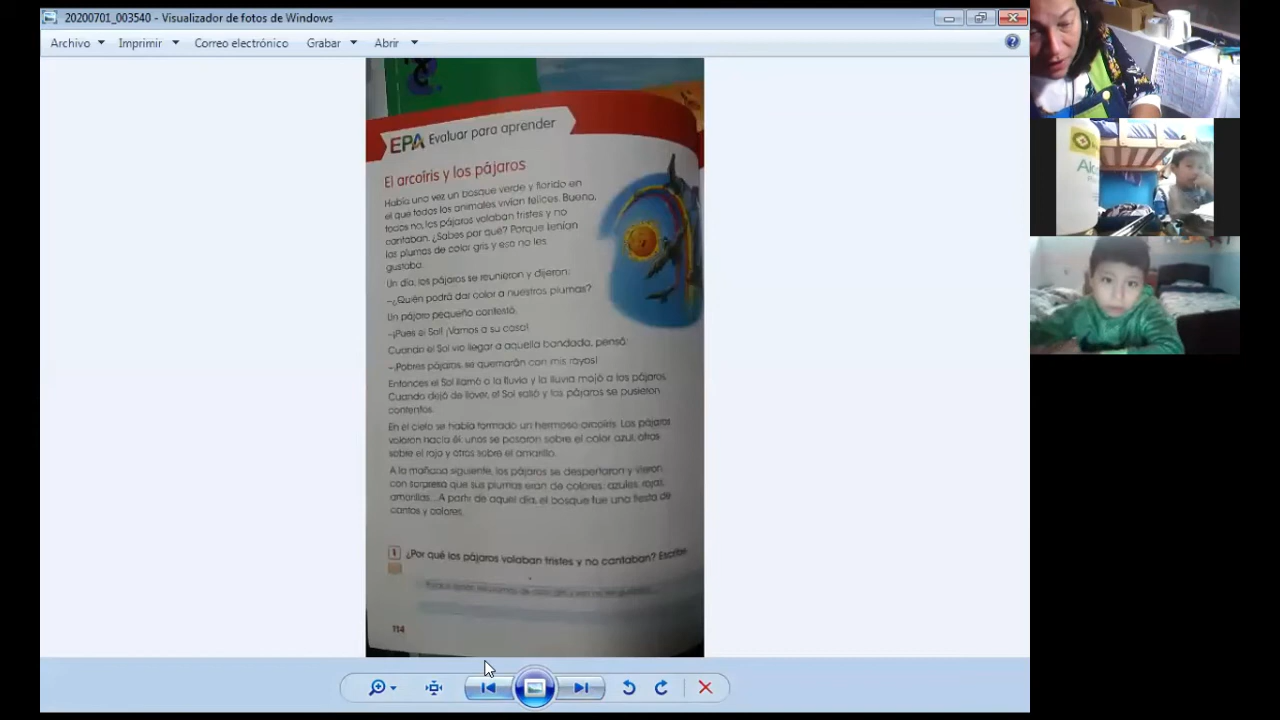 20200701_003540 - Visualizador de fotos de Windows
Archivo Imprimir Correo electrónico Grabar Abrir
EPA Evaluar para aprender
El arcoíris y los pájaros
Había una vez un bosque verde y florido en
el que todos los animales vivían felices. Bueno,
todos no, los pájaros volaban tristes y no
cantaban. ¿Sabes por qué? Porque tenían
las plumas de color gris y eso no les
gustaba.
Un día, los pájaros se reunieron y dijeron:
–¿Quién podrá dar color a nuestras plumas?
Un pájaro pequeño contestó:
–¡Pues el Sol! ¡Vamos a su casa!
Cuando el Sol vio llegar a aquella bandada, pensó:
–¡Pobres pájaros, se quemarán con mis rayos!
Entonces el Sol llamó a la lluvia y la lluvia mojó a los pájaros.
Cuando dejó de llover, el Sol salió y los pájaros se pusieron
contentos.
En el cielo se había formado un hermoso arcoíris. Los pájaros
volaron hacia él, unos se posaron sobre el color azul, otros
sobre el rojo y otros sobre el amarillo.
A la mañana siguiente, los pájaros se despertaron y vieron
con sorpresa que sus plumas eran de colores: azules, rojas,
amarillas... A partir de aquel día, el bosque fue una fiesta de
cantos y colores.
1 ¿Por qué los pájaros volaban tristes y no cantaban? Escribe.
plumas de color gris y eso no les gustaba.
114